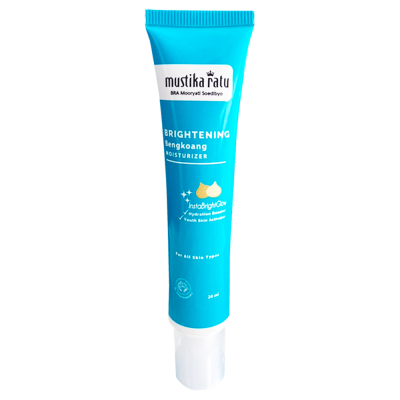 mustika ratu
BRA Mooryati Soedibyo
BRIGHTENING
Bengkoang
MOISTURIZER
InstaBrightGlow
Hydration Booster
Youth Skin
For All Skin Types
20 ml